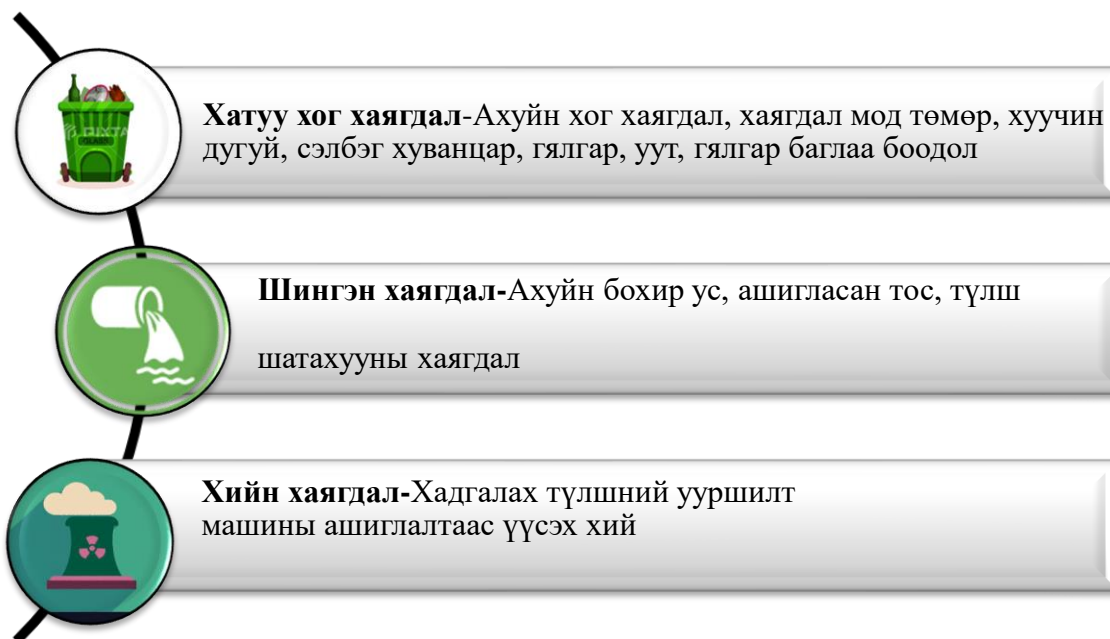 Хатуу хог хаягдал-Ахуйн хог хаягдал, хаягдал мод төмөр, хуучин
дугуй, сэлбэг хуванцар, гялгар, уут, гялгар баглаа боодол
Шингэн хаягдал-Ахуйн бохир ус, ашигласан тос, түлш
шатахууны хаягдал
Хийн хаягдал-Хадгалах түлшний ууршилт
машины ашиглалтаас үүсэх хий